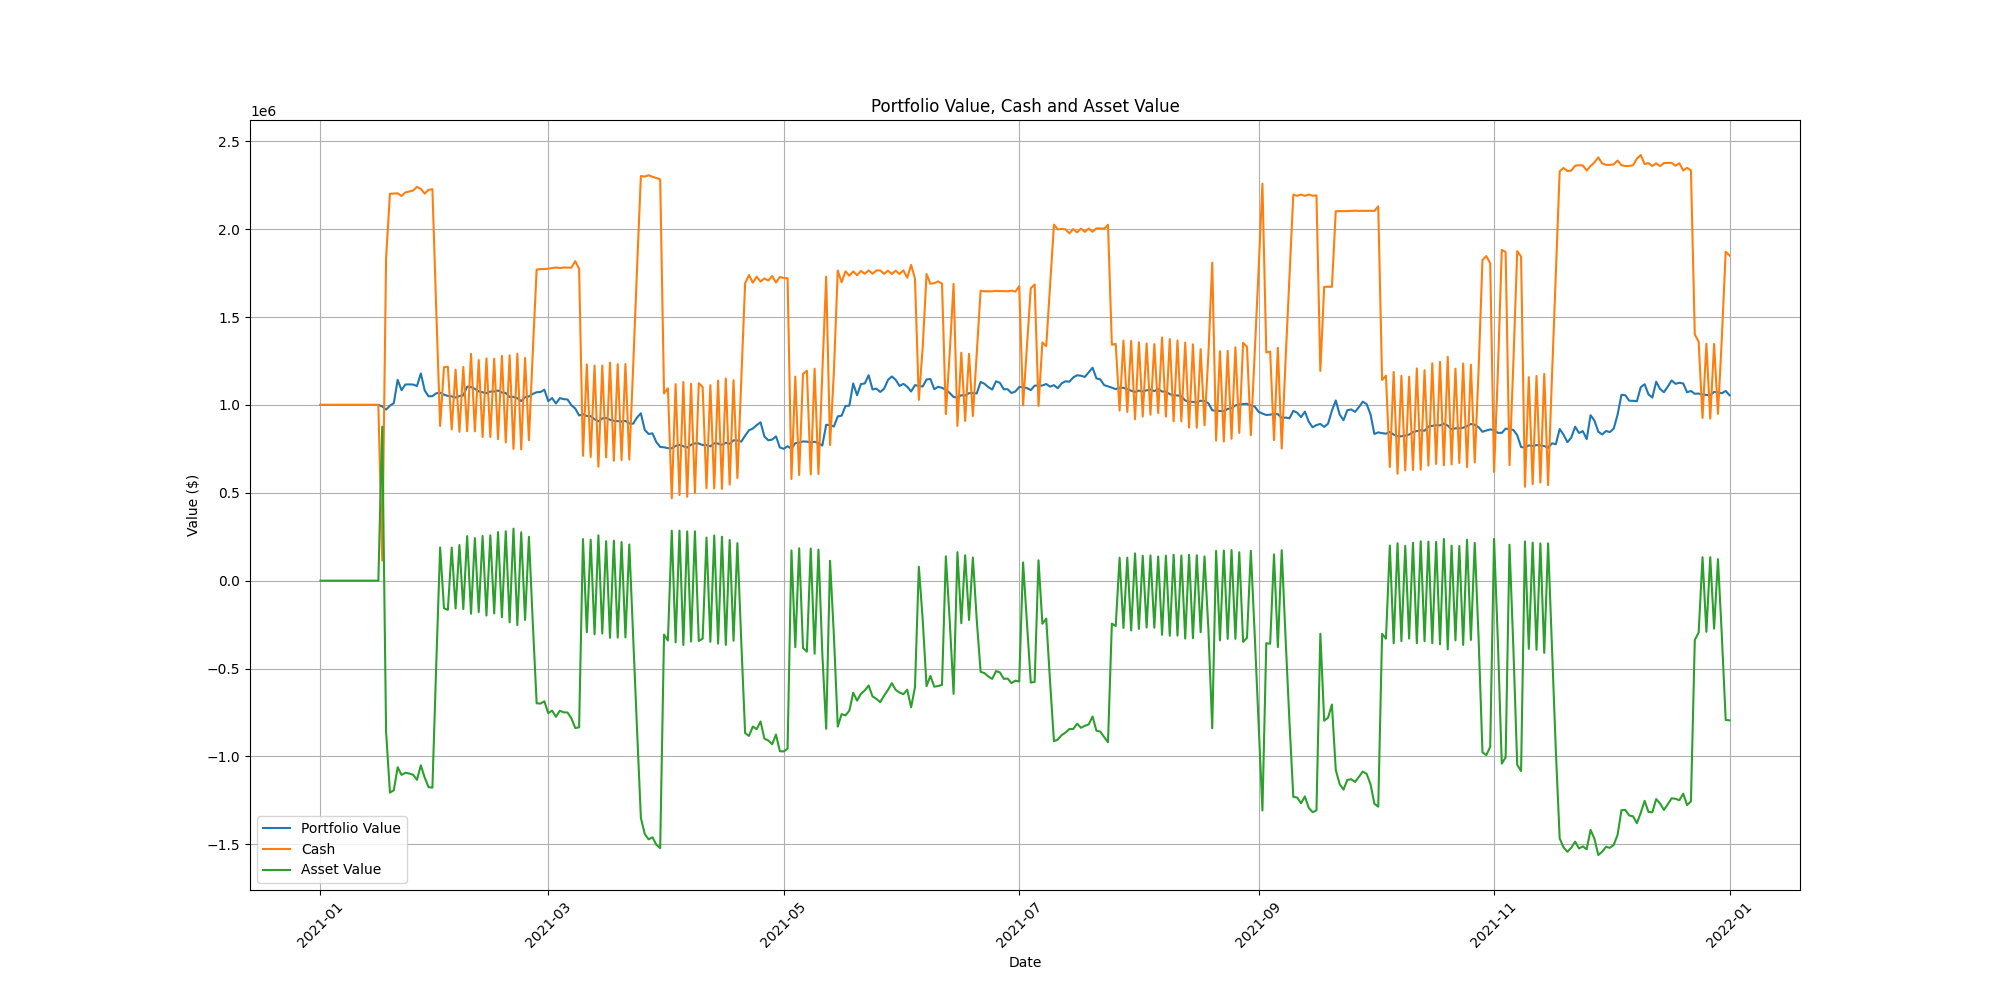 Portfolio Value, Cash and Asset Value
1e6
2.5
2.0
1.5
1.0
0.5
0.0
−0.5
−1.0
−1.5
Value ($)
Portfolio Value
Cash
Asset Value
2021-01
2021-03
2021-05
2021-07
2021-09
2021-11
2022-01
Date